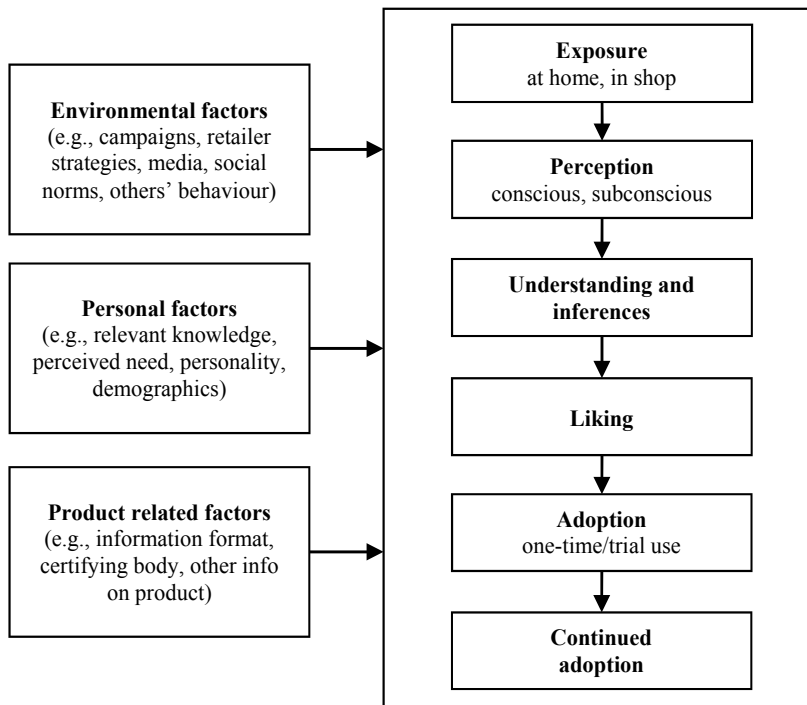 Environmental factors
(e.g., campaigns, retailer
strategies, media, social
norms, others’ behaviour)
Personal factors
(e.g., relevant knowledge,
perceived need, personality,
demographics)
Product related factors
(e.g., information format,
certifying body, other info
on product)
Exposure
at home, in shop
Perception
conscious, subconscious
Understanding and
inferences
Liking
Adoption
one-time/trial use
Continued
adoption